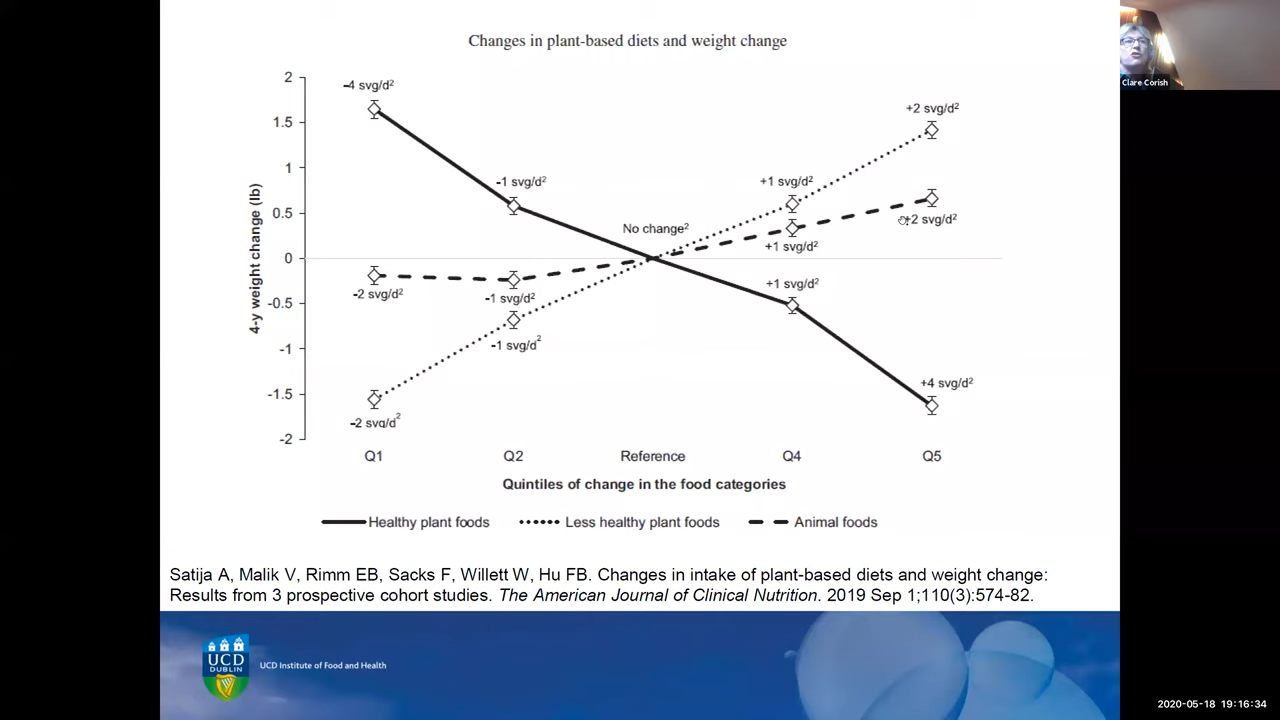 Changes in plant-based diets and weight change
Clare Corish
2
1.5
1
0.5
0
-0.5
-1
-1.5
-2
4-y weight change (lb)
-4 svg/d²
-1 svg/d²
No change²
+1 svg/d²
+2 svg/d²
+1 svg/d²
+2 svg/d²
-2 svg/d²
-1 svg/d²
+1 svg/d²
-1 svg/d²
+4 svg/d²
-2 svg/d²
Q1 Q2 Reference Q4 Q5
Quintiles of change in the food categories
Healthy plant foods Less healthy plant foods Animal foods
Satija A, Malik V, Rimm EB, Sacks F, Willett W, Hu FB. Changes in intake of plant-based diets and weight change:
Results from 3 prospective cohort studies. The American Journal of Clinical Nutrition. 2019 Sep 1;110(3):574-82.
UCD
DUBLIN
UCD Institute of Food and Health
2020-05-18 19:16:34